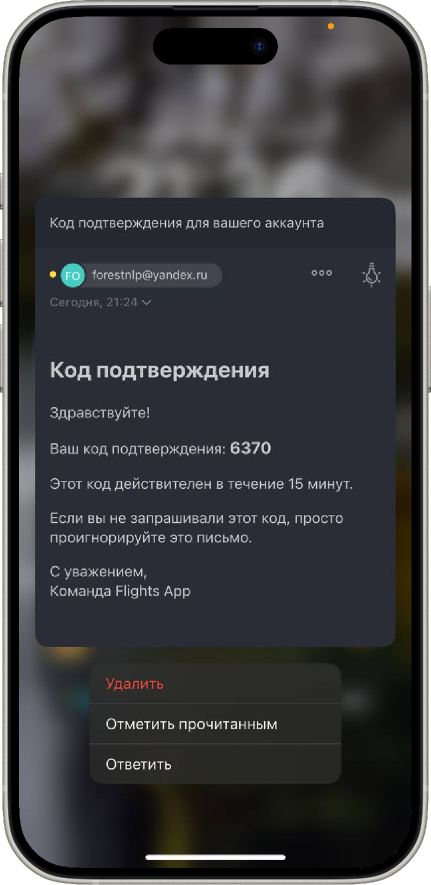 Код подтверждения для вашего аккаунта
FO forestnlp@yandex.ru
Сегодня, 21:24
Код подтверждения
Здравствуйте!
Ваш код подтверждения: 6370
Этот код действителен в течение 15 минут.
Если вы не запрашивали этот код, просто
проигнорируйте это письмо.
С уважением,
Команда Flights App
Удалить
Отметить прочитанным
Ответить